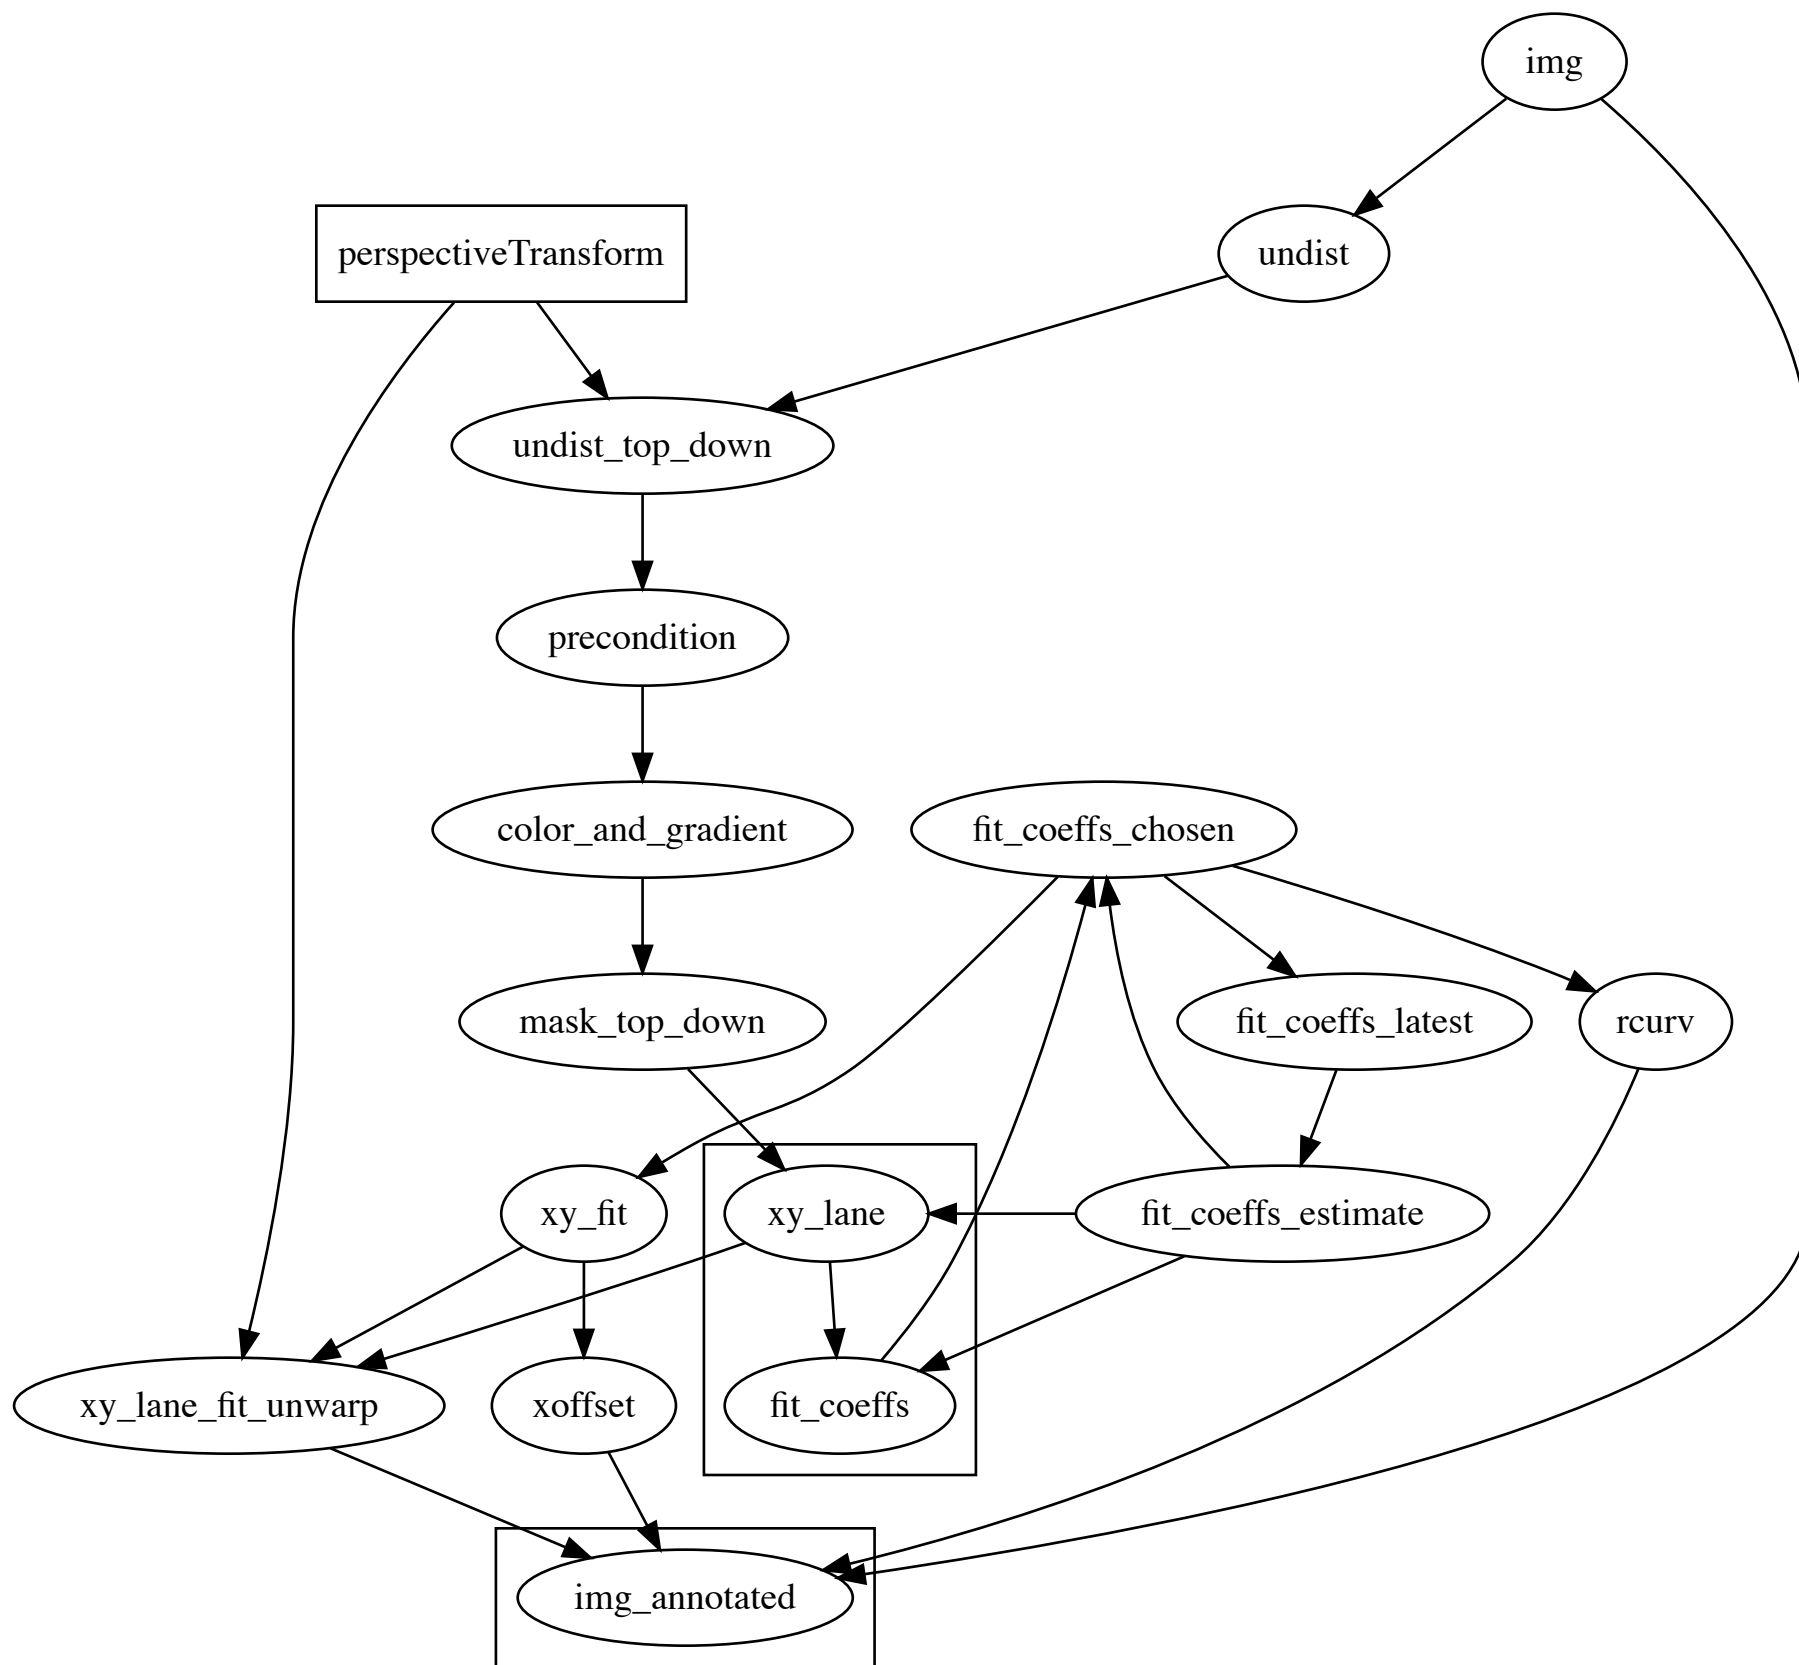 img
perspectiveTransform
undist
undist_top_down
precondition
color_and_gradient
fit_coeffs_chosen
mask_top_down
fit_coeffs_latest
rcurv
xy_fit
xy_lane
fit_coeffs_estimate
xy_lane_fit_unwarp
xoffset
fit_coeffs
img_annotated